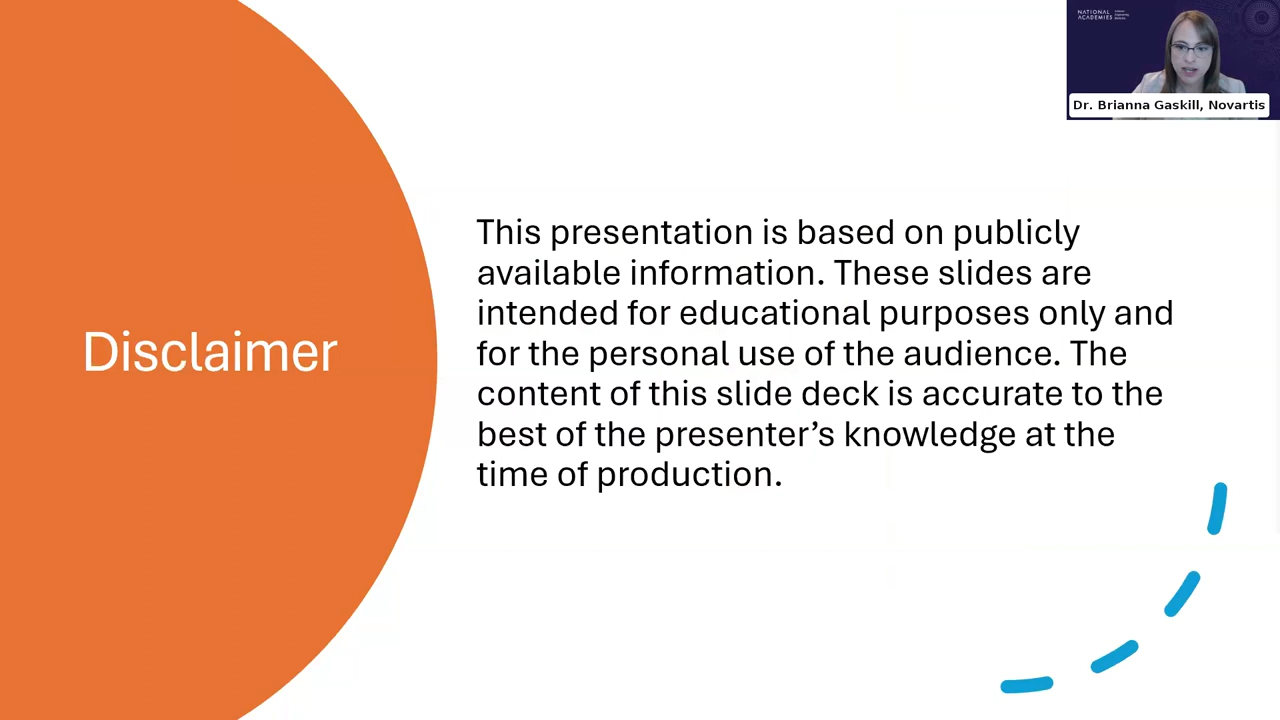 NATIONAL
ACADEMIES
Dr. Brianna Gaskill, Novartis
Disclaimer
This presentation is based on publicly
available information. These slides are
intended for educational purposes only and
for the personal use of the audience. The
content of this slide deck is accurate to the
best of the presenter’s knowledge at the
time of production.